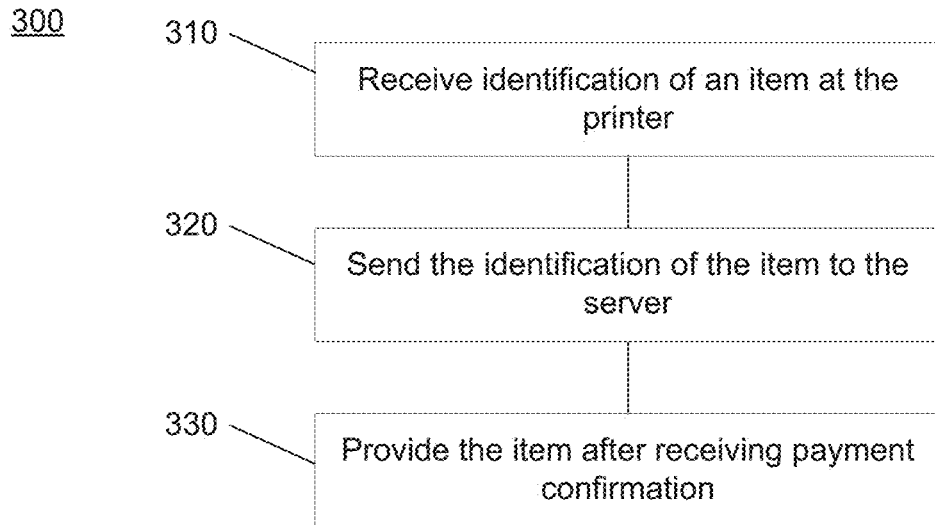 300
310
Receive identification of an item at the
printer
320
Send the identification of the item to the
server
330
Provide the item after receiving payment
confirmation